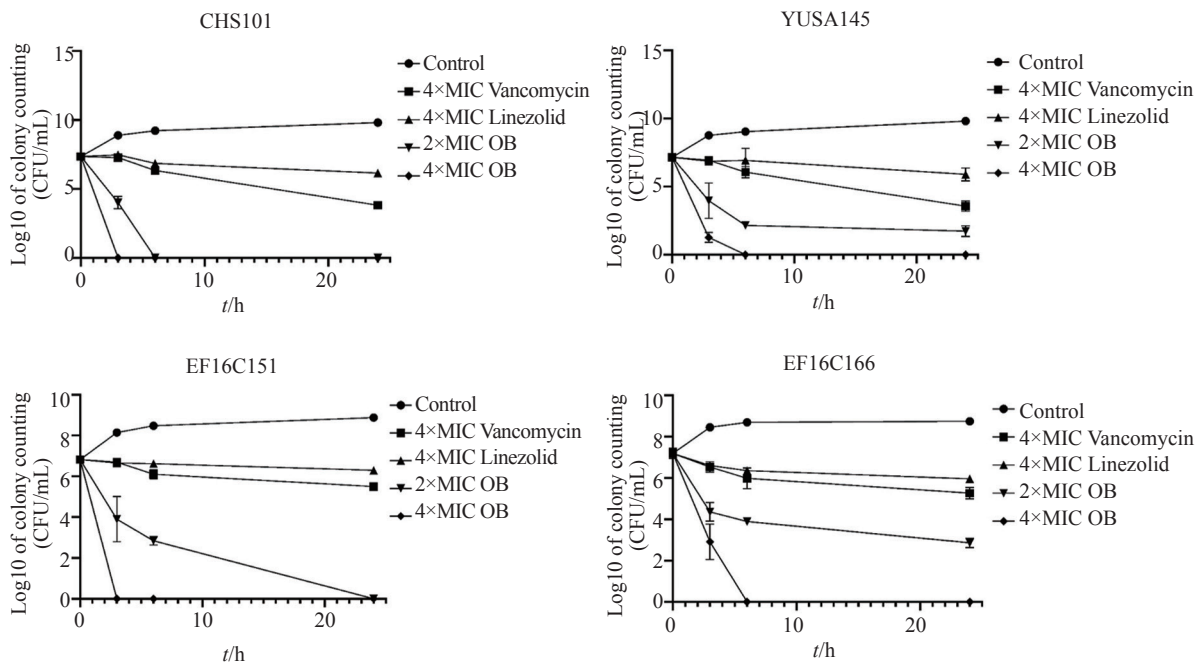 CHS101
15
10
5
0
0
10
20
Log10 of colony counting
(CFU/mL)
t/h
Control
4×MIC Vancomycin
4×MIC Linezolid
2×MIC OB
4×MIC OB
YUSA145
15
10
5
0
0
10
20
Log10 of colony counting
(CFU/mL)
t/h
Control
4×MIC Vancomycin
4×MIC Linezolid
2×MIC OB
4×MIC OB
EF16C151
10
8
6
4
2
0
0
10
20
Log10 of colony counting
(CFU/mL)
t/h
Control
4×MIC Vancomycin
4×MIC Linezolid
2×MIC OB
4×MIC OB
EF16C166
10
8
6
4
2
0
0
10
20
Log10 of colony counting
(CFU/mL)
t/h
Control
4×MIC Vancomycin
4×MIC Linezolid
2×MIC OB
4×MIC OB